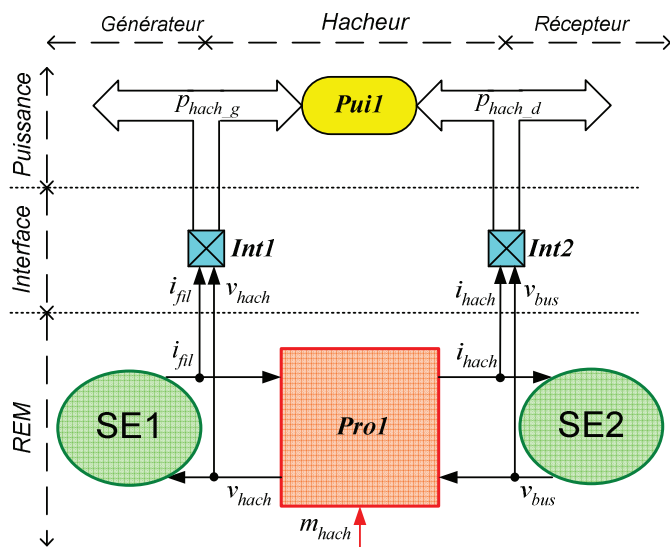 Générateur Hacheur Récepteur
Puissance
p_hach_g Pui1 p_hach_d
Interface
Int1 Int2
i_fil v_hach i_hach v_bus
REM
i_fil i_hach
SE1 Pro1 SE2
v_hach v_bus
m_hach